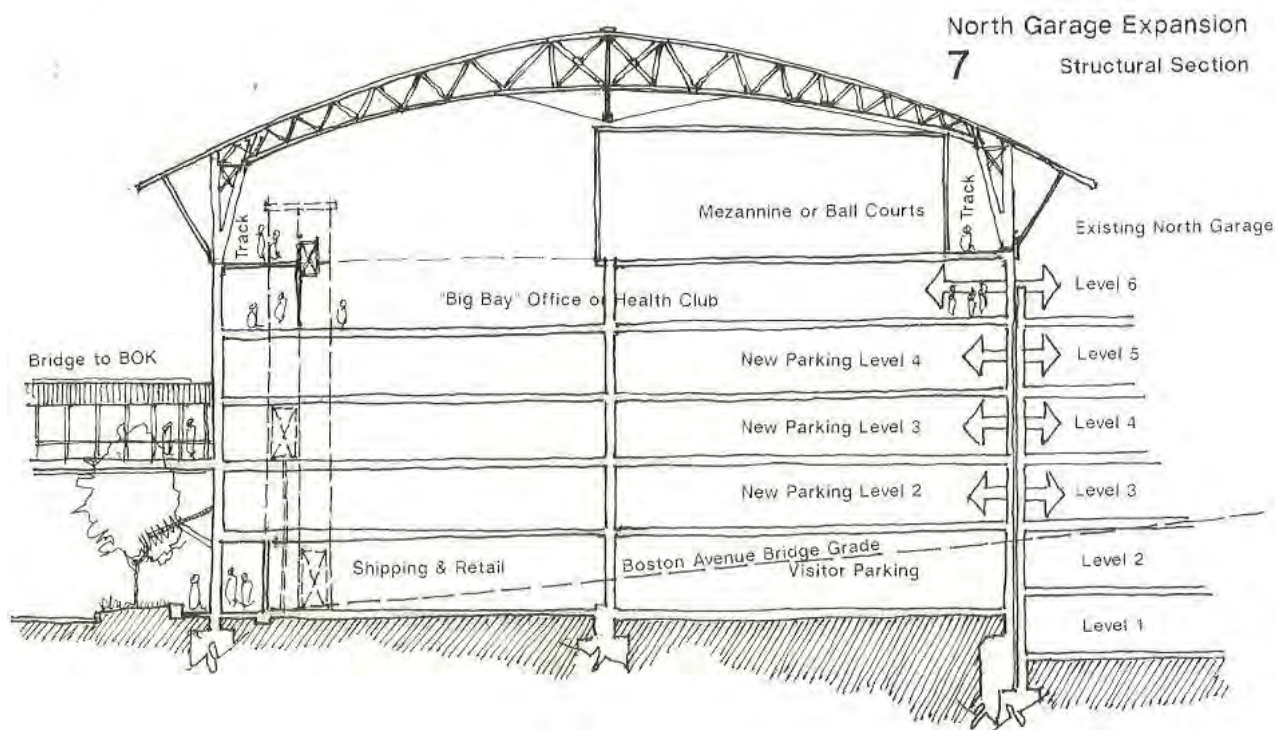 North Garage Expansion
7 Structural Section
Track
Mezannine or Ball Courts
Track
Existing North Garage
"Big Bay" Office or Health Club
Level 6
Bridge to BOK
New Parking Level 4
Level 5
New Parking Level 3
Level 4
New Parking Level 2
Level 3
Shipping & Retail
Boston Avenue Bridge Grade
Visitor Parking
Level 2
Level 1